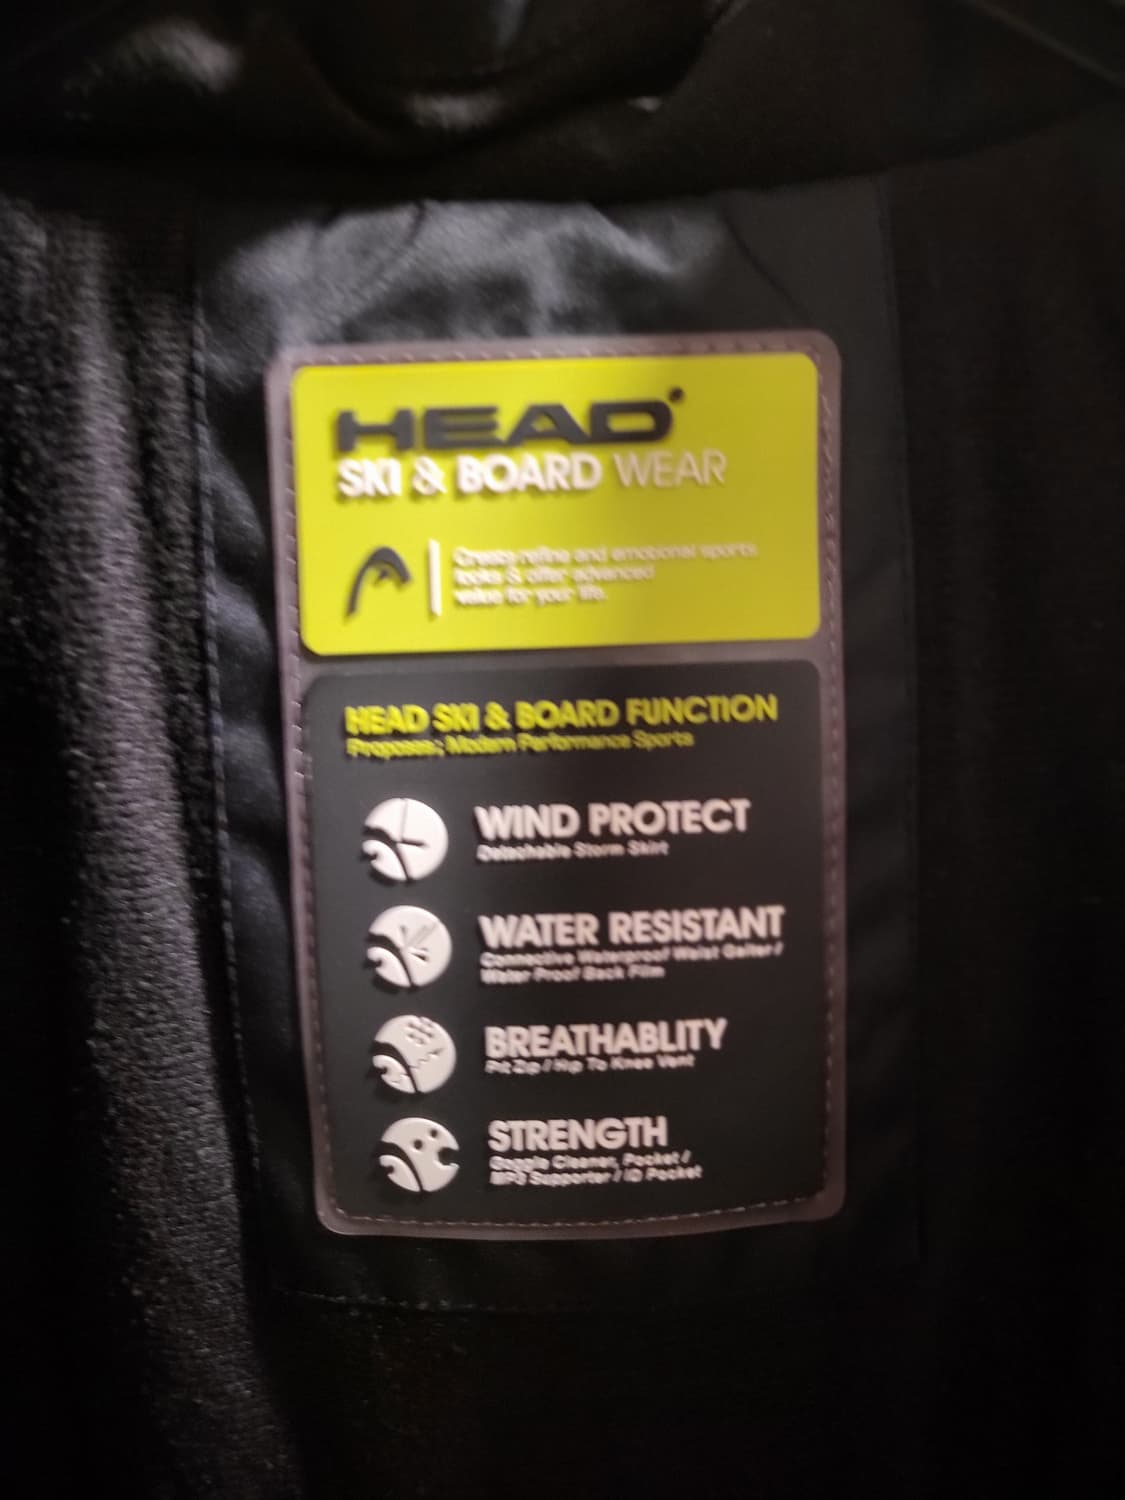 HEAD
SKI & BOARD WEAR
Creates refine and emotional sports
looks & offer advanced
value for your life.
HEAD SKI & BOARD FUNCTION
Proposes; Modern Performance Sports
WIND PROTECT
Detachable Storm Skirt
WATER RESISTANT
Connective Waterproof Waist Gaiter /
Water Proof Back Film
BREATHABLITY
Pit Zip / Hip To Knee Vent
STRENGTH
Goggle Cleaner, Pocket /
MP3 Supporter / ID Pocket